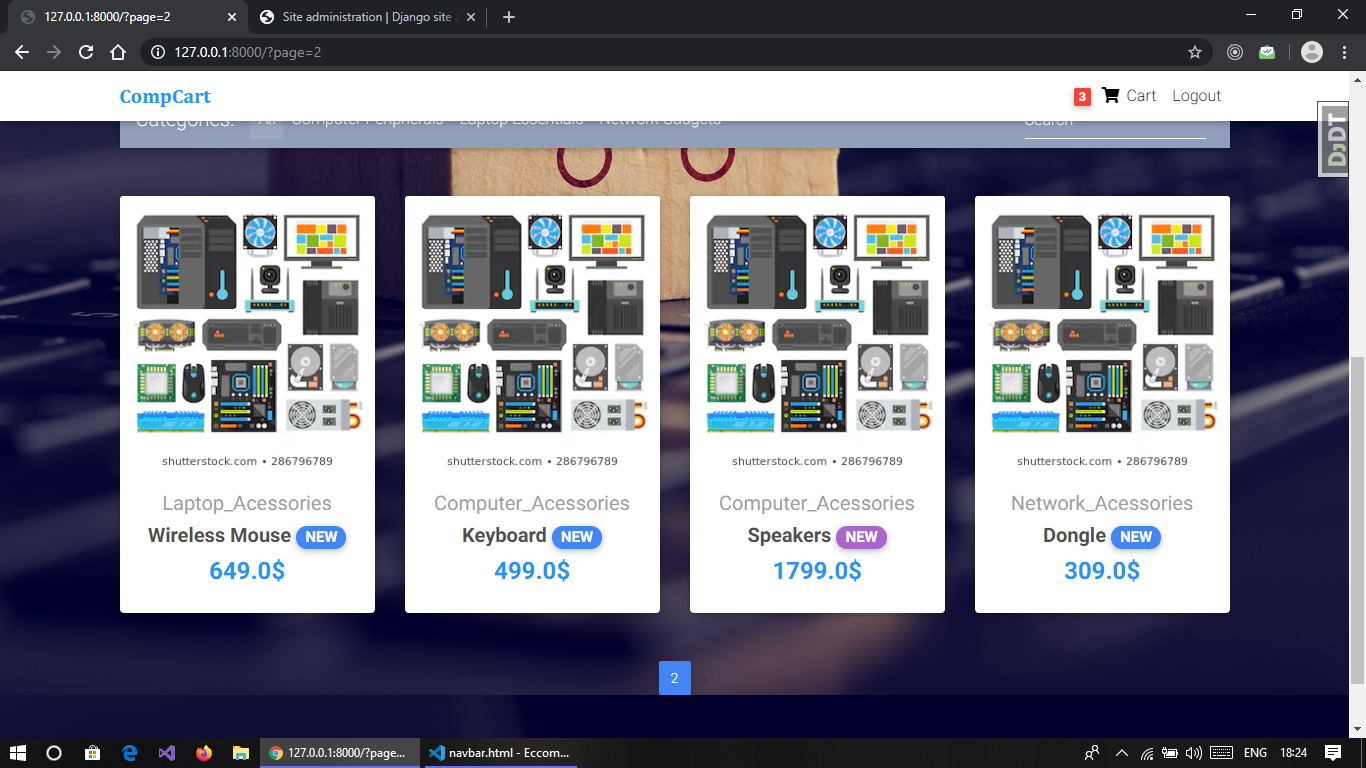 127.0.0.1:8000/?page=2
Site administration | Django site
127.0.0.1:8000/?page=2
CompCart
3 Cart Logout
Categories: All Computer Peripherals Laptop Essentials Network Gadgets Search
DjDT
shutterstock.com • 286796789
shutterstock.com • 286796789
shutterstock.com • 286796789
shutterstock.com • 286796789
Laptop_Acessories
Computer_Acessories
Computer_Acessories
Network_Acessories
Wireless Mouse NEW
Keyboard NEW
Speakers NEW
Dongle NEW
649.0$
499.0$
1799.0$
309.0$
2 »
127.0.0.1:8000/?page...
navbar.html - Eccom...
ENG 18:24